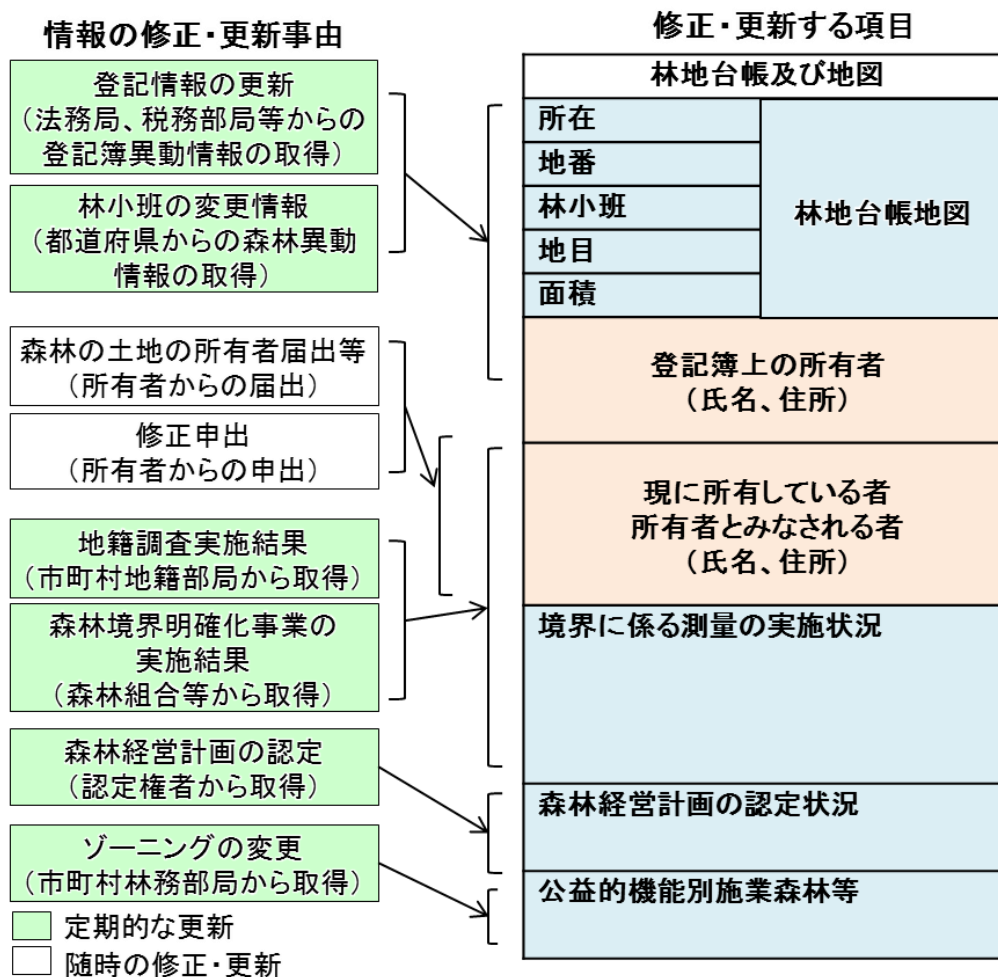 情報の修正・更新事由
登記情報の更新
（法務局、税務部局等からの
登記簿異動情報の取得）
林小班の変更情報
（都道府県からの森林異動
情報の取得）
森林の土地の所有者届出等
（所有者からの届出）
修正申出
（所有者からの申出）
地籍調査実施結果
（市町村地籍部局から取得）
森林境界明確化事業の
実施結果
（森林組合等から取得）
森林経営計画の認定
（認定権者から取得）
ゾーニングの変更
（市町村林務部局から取得）
定期的な更新
随時の修正・更新
修正・更新する項目
林地台帳及び地図
所在
地番
林小班
地目
面積
林地台帳地図
登記簿上の所有者
（氏名、住所）
現に所有している者
所有者とみなされる者
（氏名、住所）
境界に係る測量の実施状況
森林経営計画の認定状況
公益的機能別施業森林等